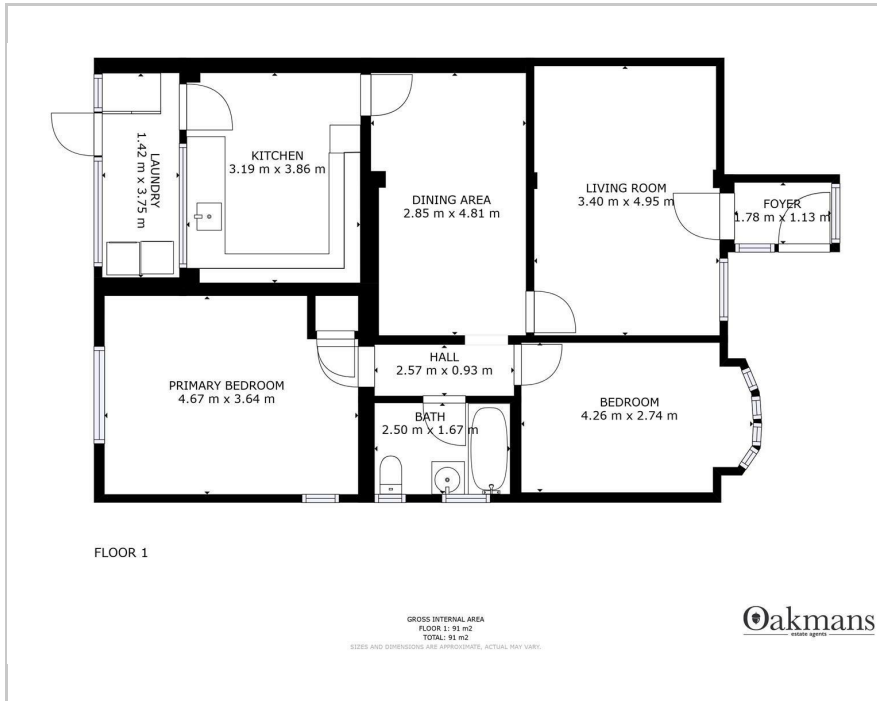 LAUNDRY
1.42 m x 3.75 m
KITCHEN
3.19 m x 3.86 m
DINING AREA
2.85 m x 4.81 m
LIVING ROOM
3.40 m x 4.95 m
FOYER
1.78 m x 1.13 m
PRIMARY BEDROOM
4.67 m x 3.64 m
HALL
2.57 m x 0.93 m
BATH
2.50 m x 1.67 m
BEDROOM
4.26 m x 2.74 m
FLOOR 1
GROSS INTERNAL AREA
FLOOR 1: 91 m2
TOTAL: 91 m2
SIZES AND DIMENSIONS ARE APPROXIMATE, ACTUAL MAY VARY.
Oakmans
estate agents